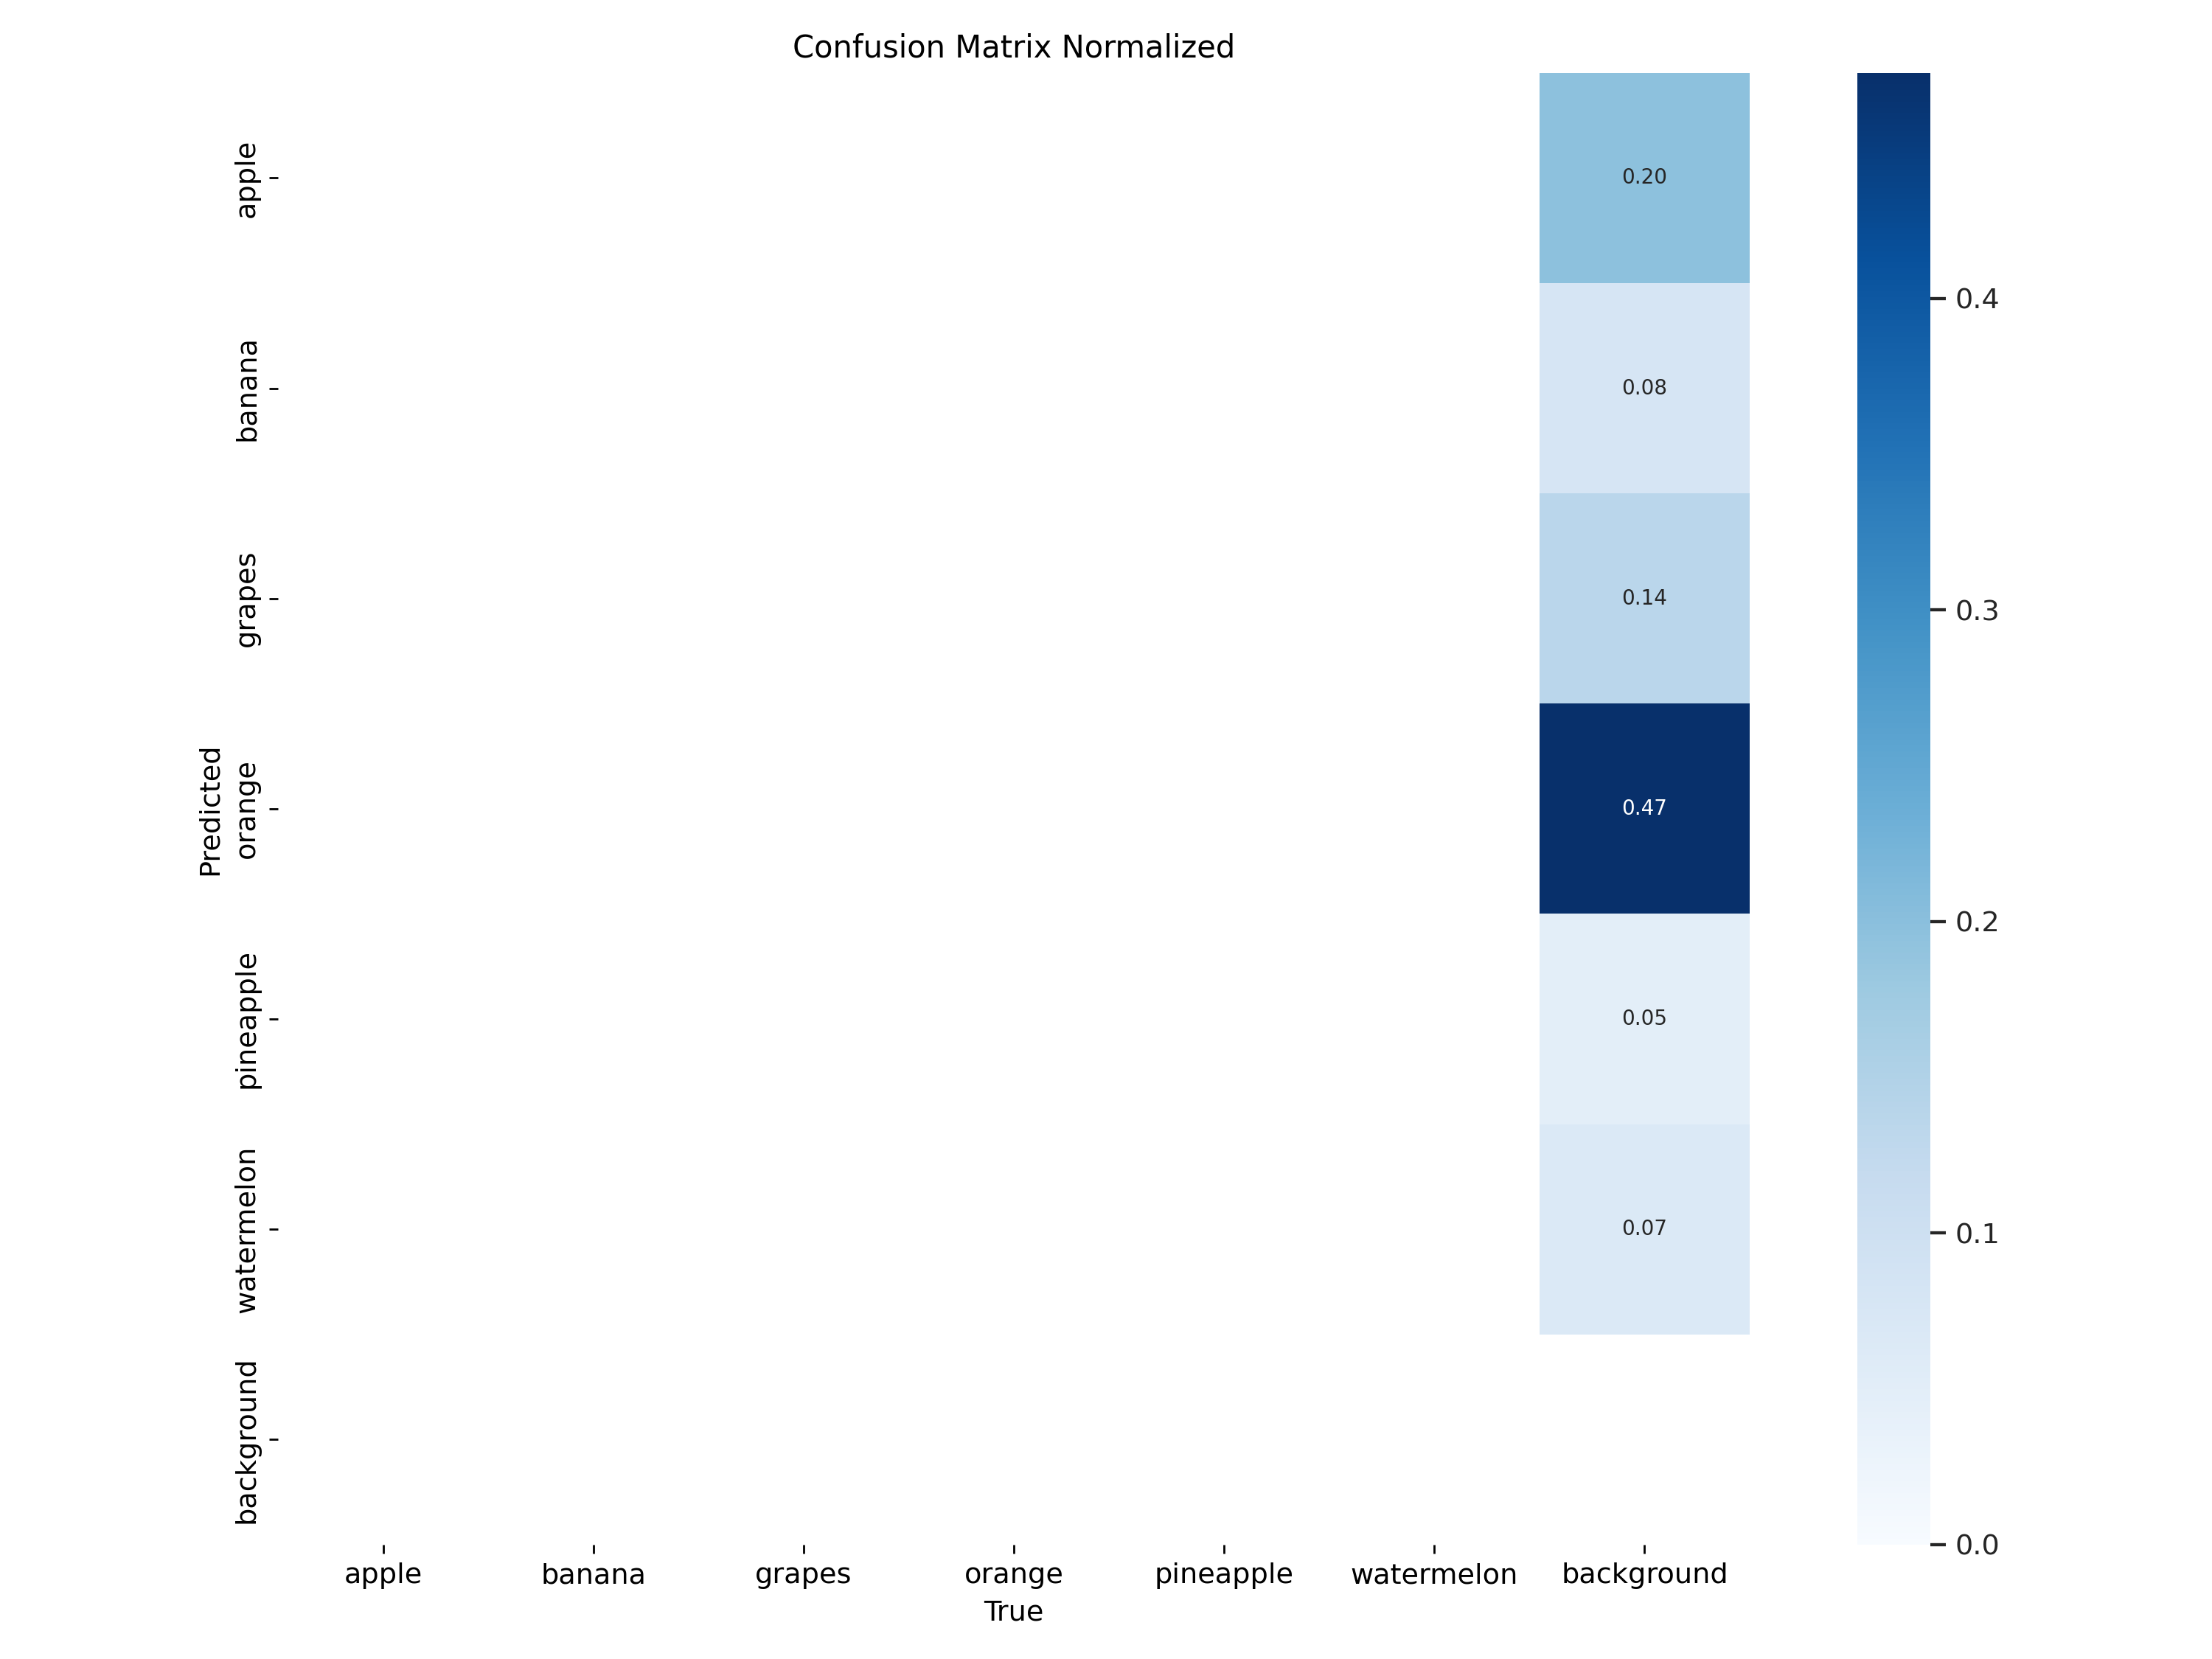 Confusion Matrix Normalized
apple
banana
grapes
orange
pineapple
watermelon
background
Predicted
0.20
0.08
0.14
0.47
0.05
0.07
0.4
0.3
0.2
0.1
0.0
apple banana grapes orange pineapple watermelon background
True